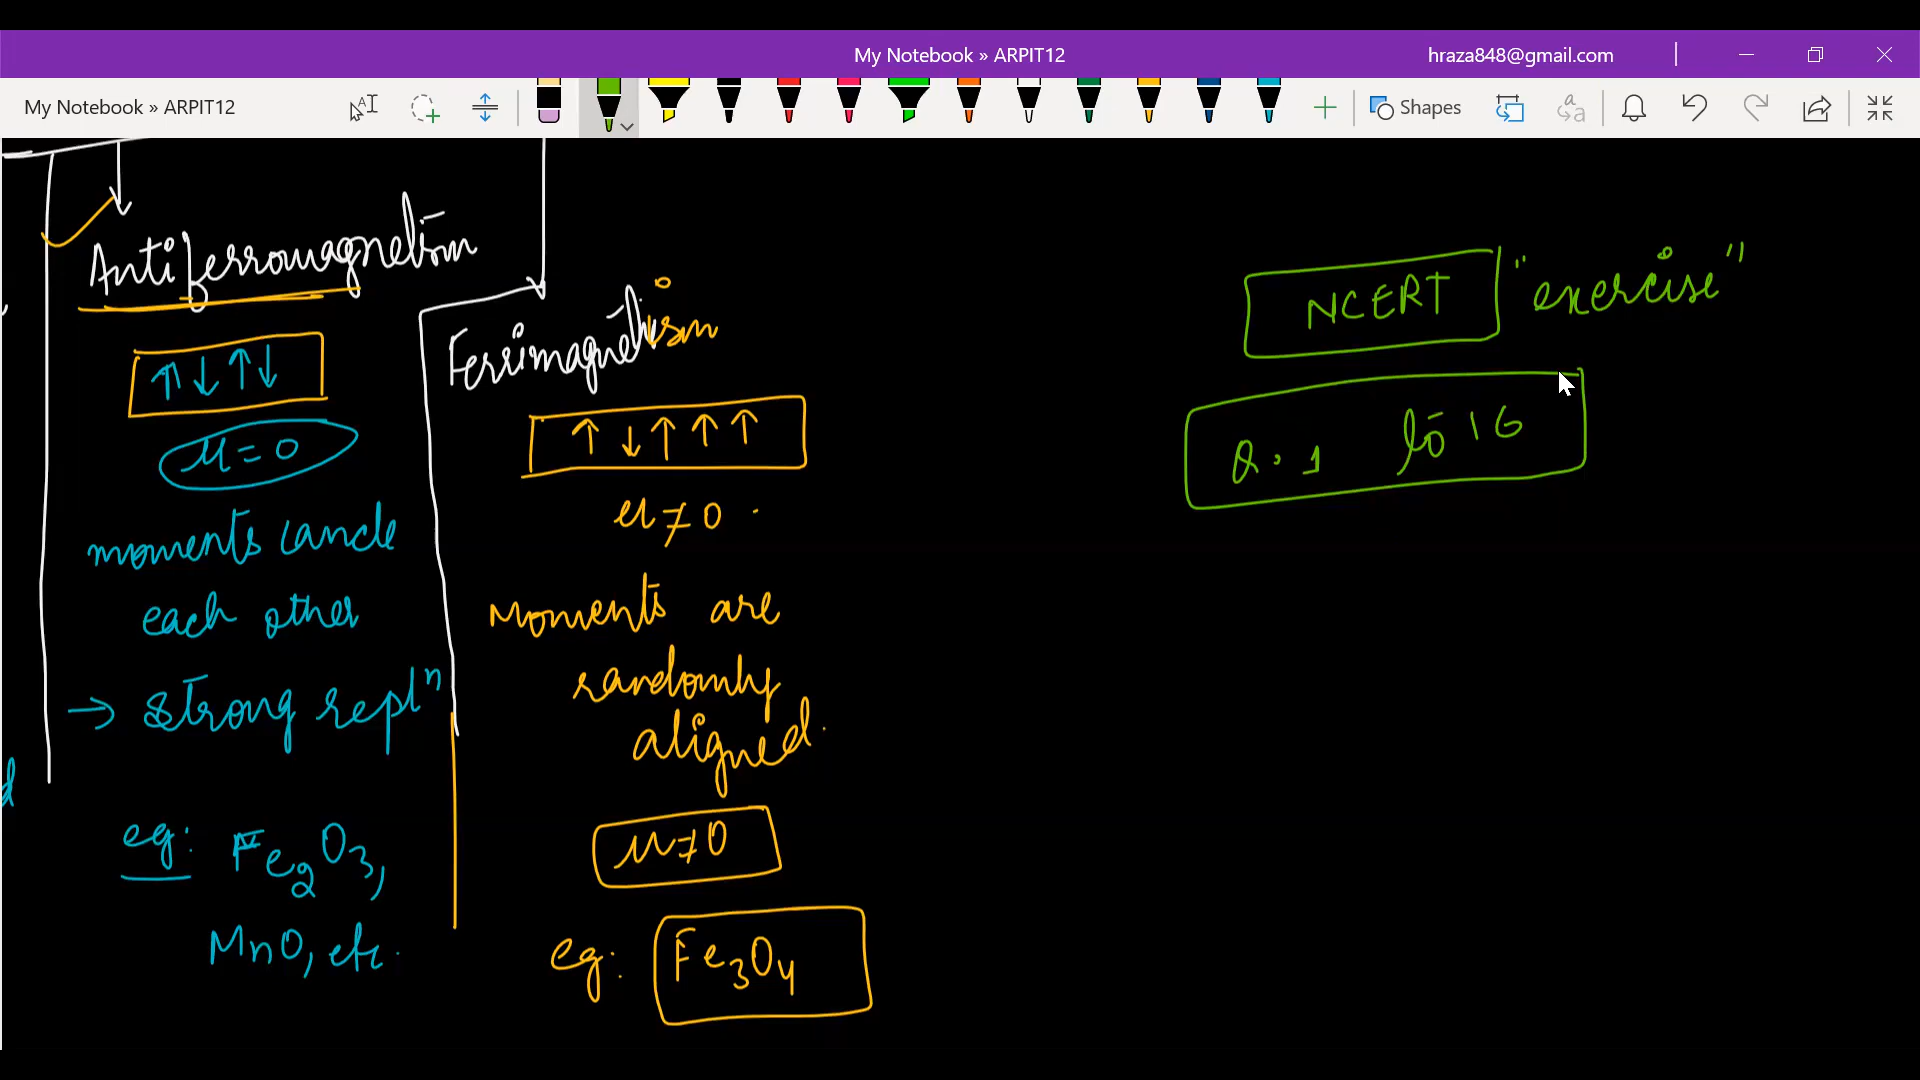 My Notebook » ARPIT12
hraza848@gmail.com
My Notebook » ARPIT12
Shapes
Antiferromagnetism
↑↓↑↓
μ = 0
moments cancle
each other
→ strong repl^n
eg: Fe2O3,
MnO, etc.
Ferrimagnetism
↑ ↓ ↑ ↑ ↑
μ ≠ 0
Moments are
randomly
aligned.
μ ≠ 0
eg: Fe3O4
NCERT "exercise"
Q. 1 to 16
d